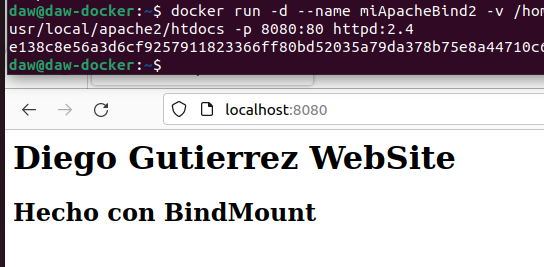 daw@daw-docker:~$ docker run -d --name miApacheBind2 -v /hom
usr/local/apache2/htdocs -p 8080:80 httpd:2.4
e138c8e56a3d6cf9257911823366ff80bd52035a79da378b75e8a44710c6
daw@daw-docker:~$
localhost:8080
Diego Gutierrez WebSite
Hecho con BindMount